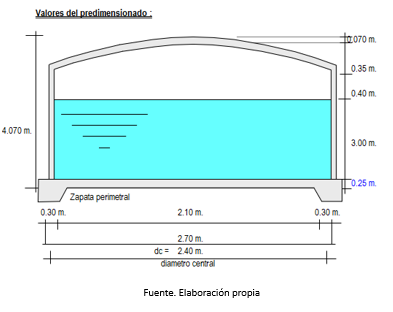 Valores del predimensionado :
0.070 m.
0.35 m.
0.40 m.
4.070 m.
3.00 m.
0.25 m.
Zapata perimetral
0.30 m. 2.10 m. 0.30 m.
2.70 m.
dc = 2.40 m.
diametro central
Fuente. Elaboración propia